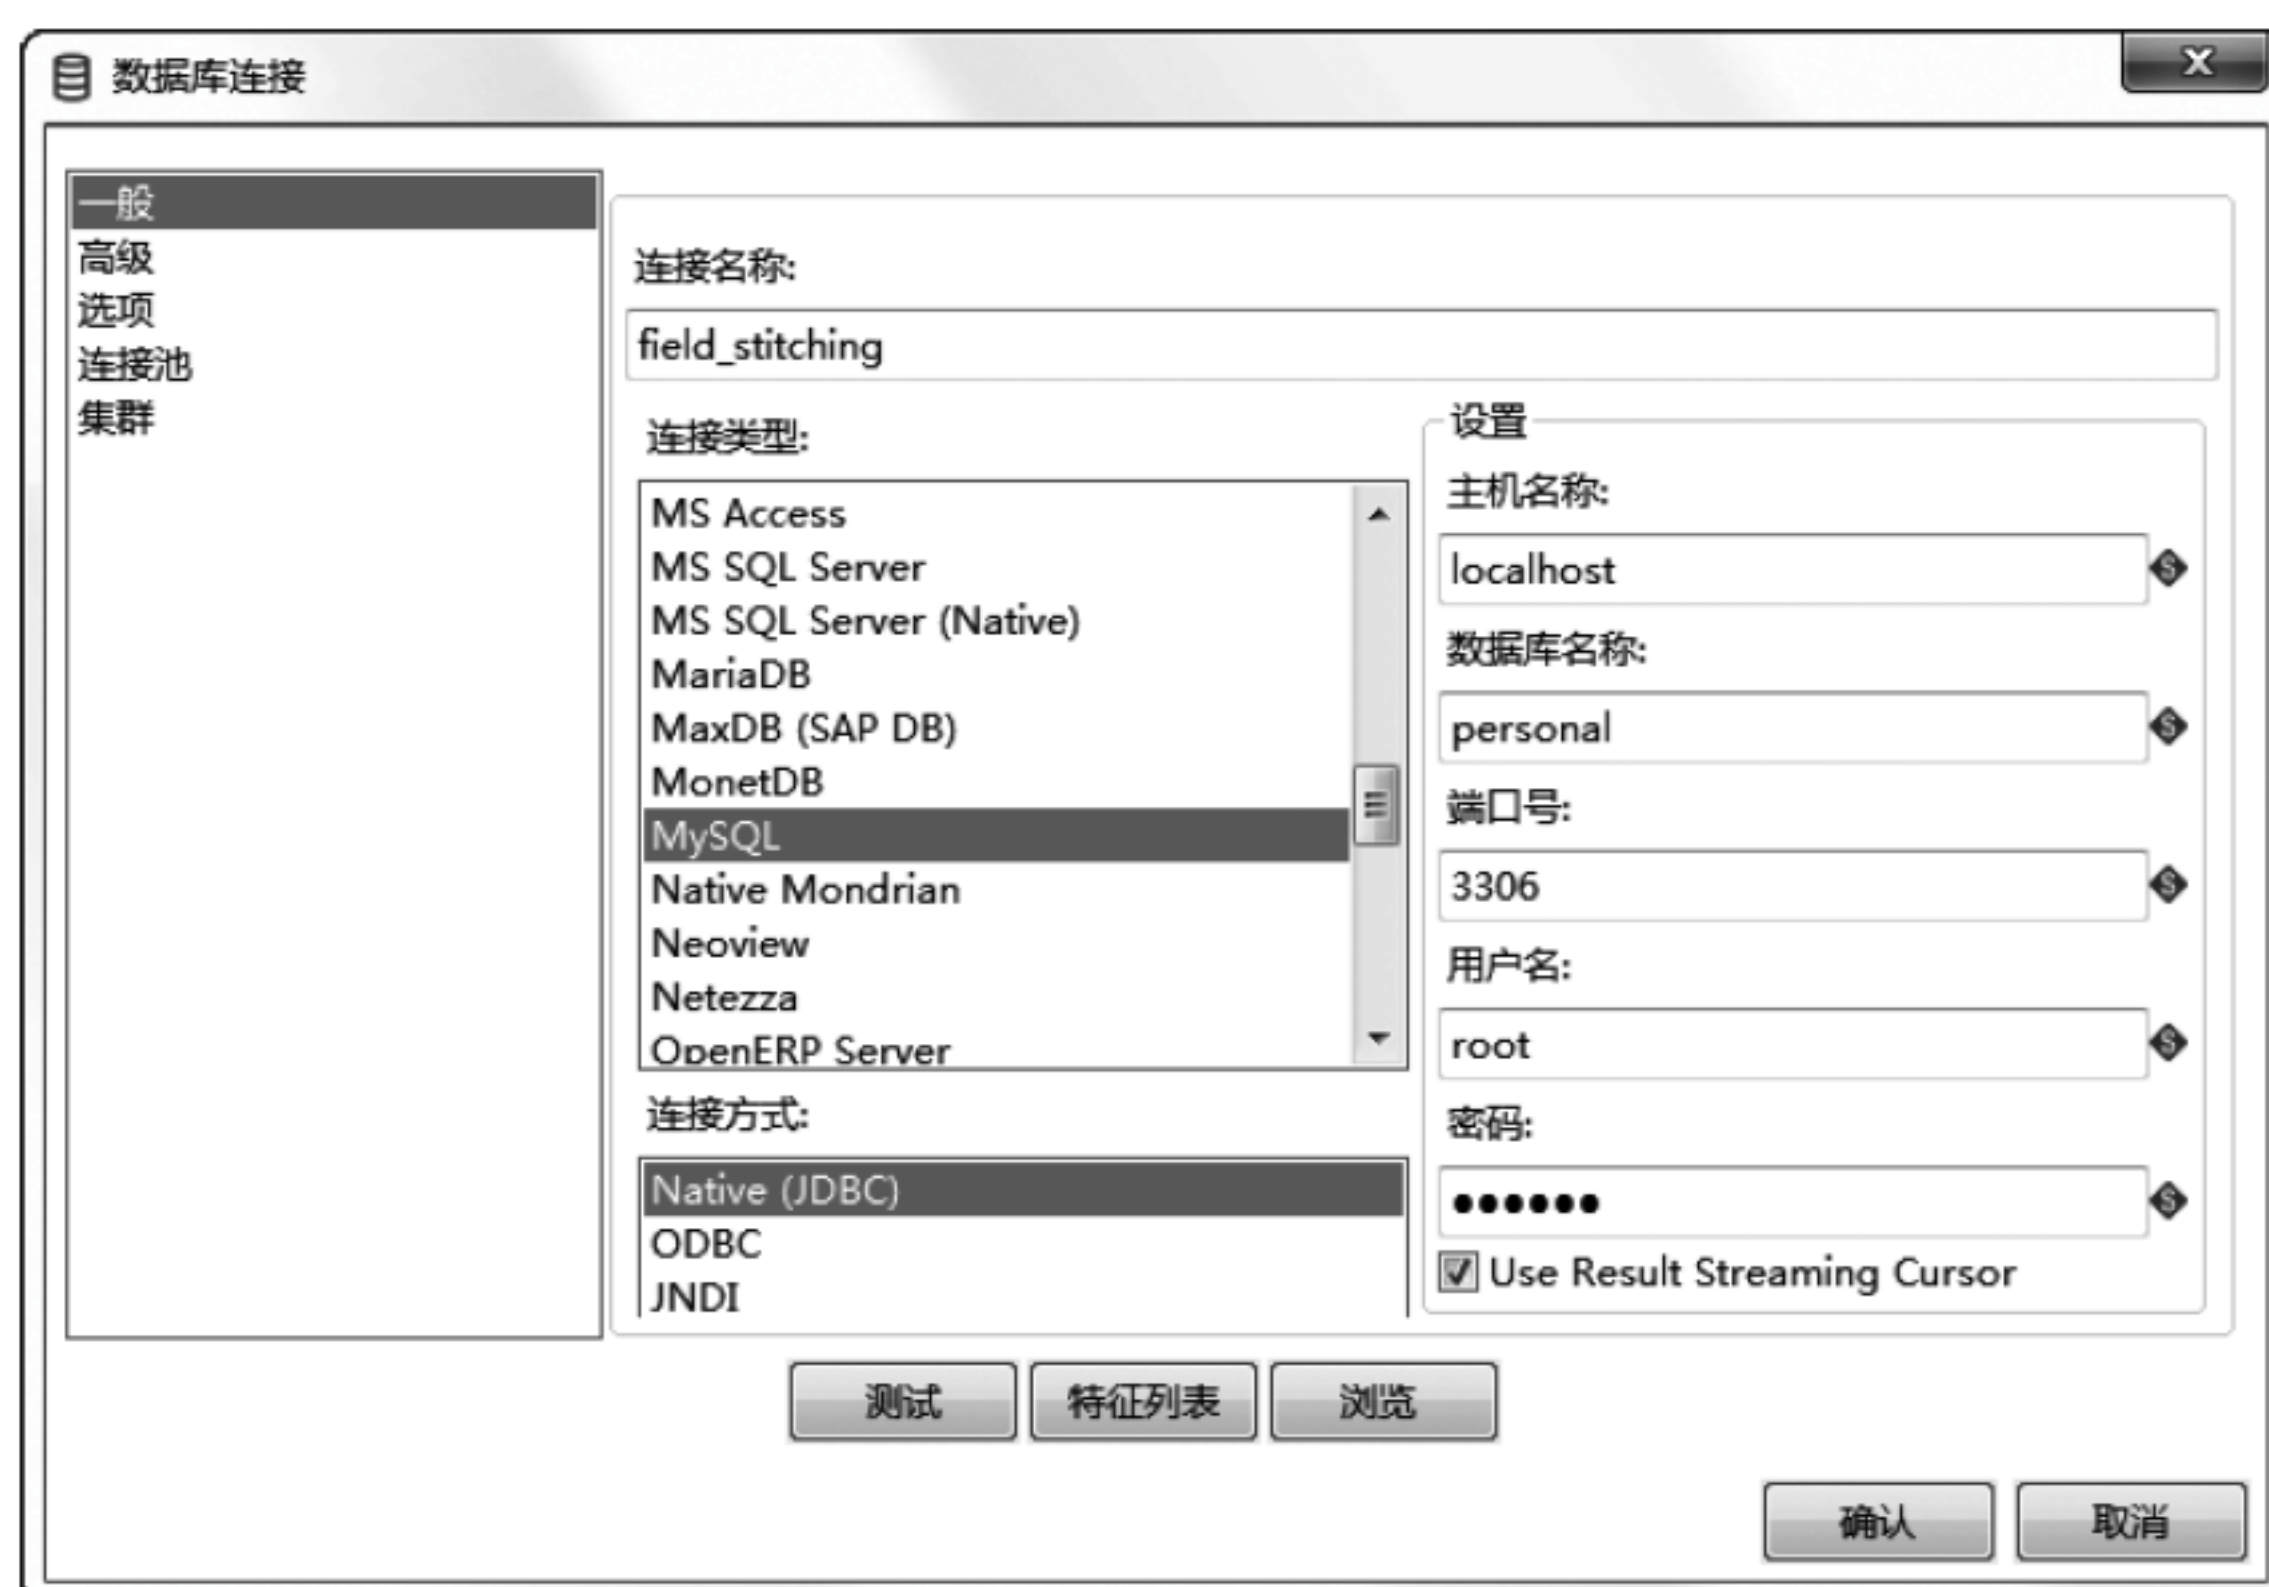 数据库连接
一般
高级
选项
连接池
集群
连接名称:
field_stitching
连接类型:
MS Access
MS SQL Server
MS SQL Server (Native)
MariaDB
MaxDB (SAP DB)
MonetDB
MySQL
Native Mondrian
Neoview
Netezza
OpenERP Server
连接方式:
Native (JDBC)
ODBC
JNDI
设置
主机名称:
localhost
数据库名称:
personal
端口号:
3306
用户名:
root
密码:
●●●●●●
Use Result Streaming Cursor
测试 特征列表 浏览
确认 取消